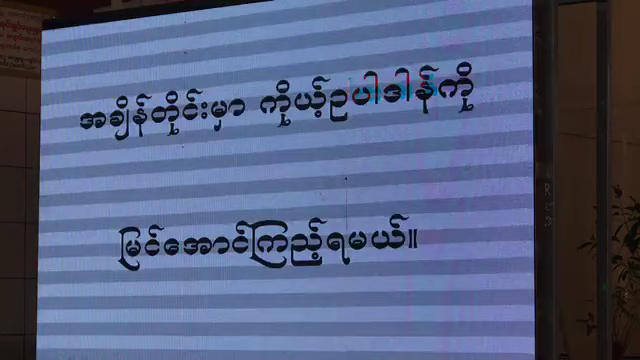 အချိန်တိုင်းမှာ ကိုယ့်ဥပါဒါန်ကို
မြင်အောင်ကြည့်ရမယ်။